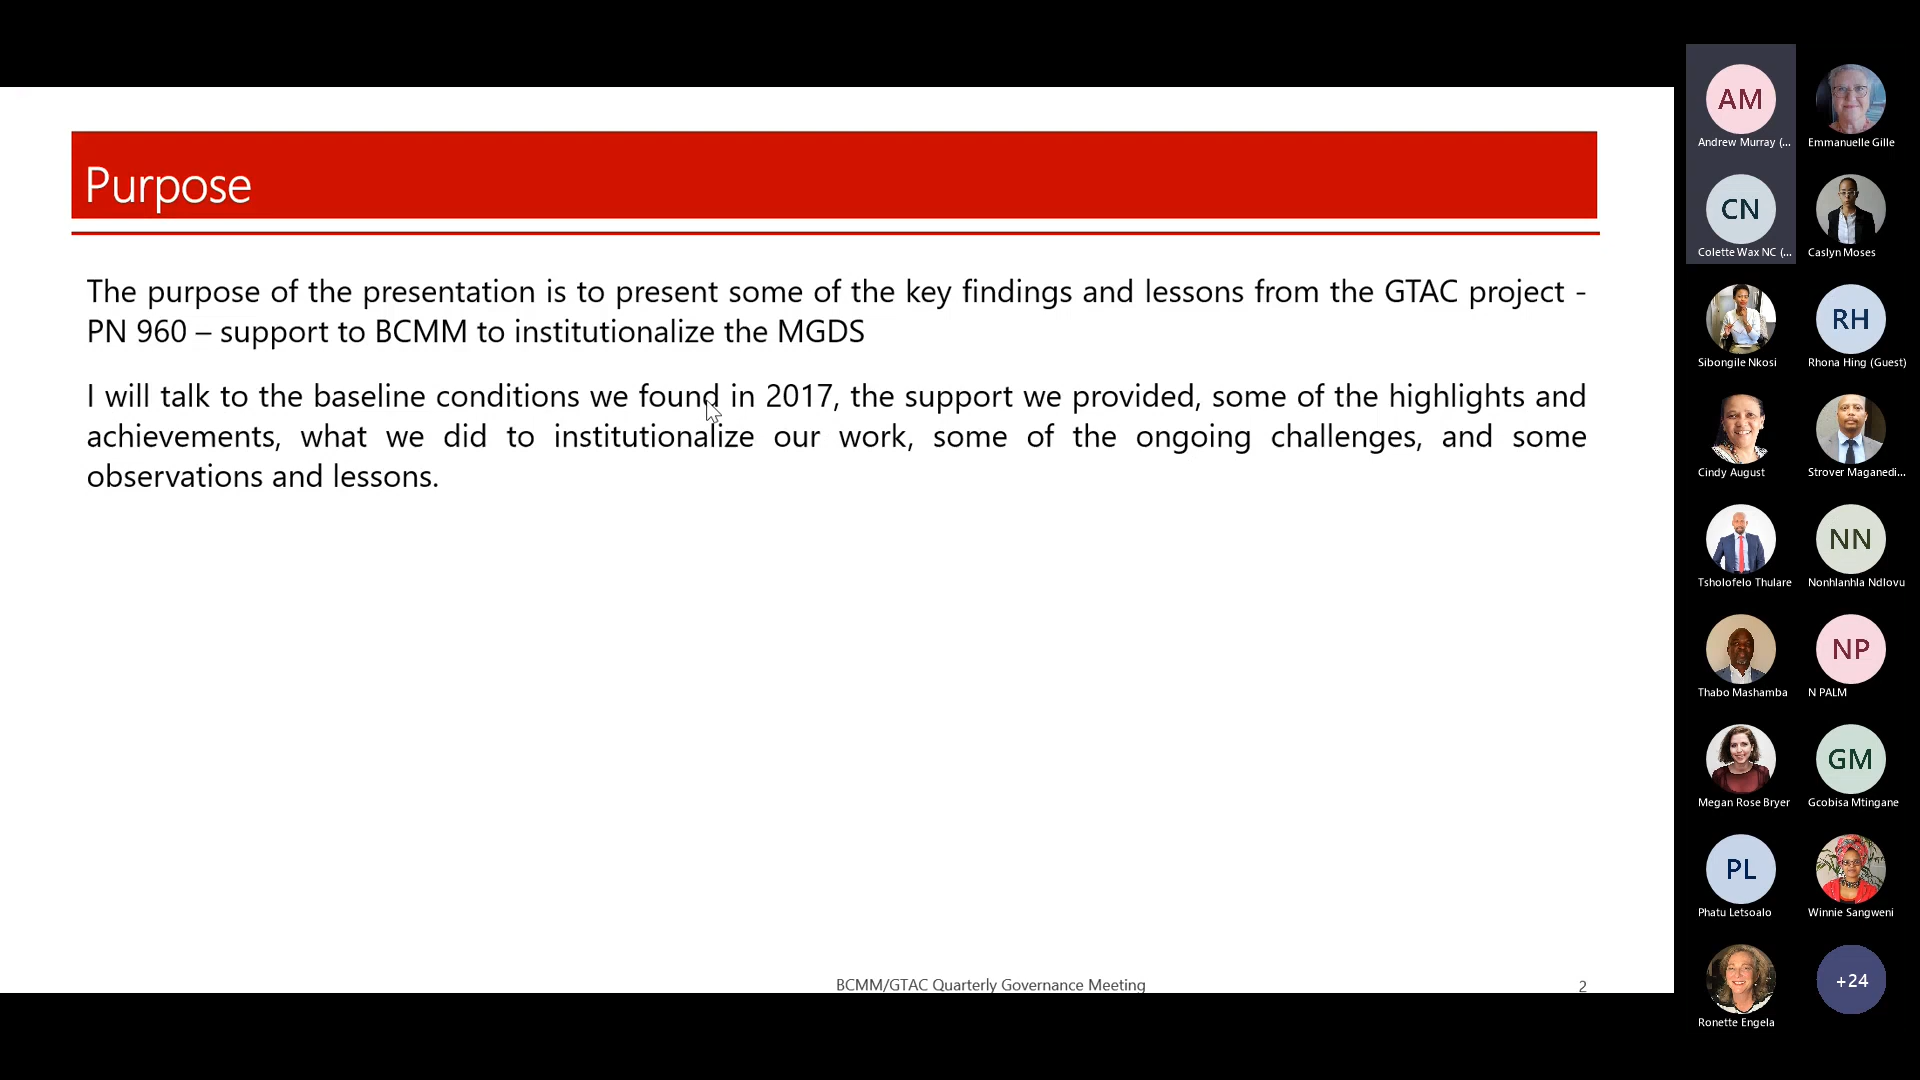 Purpose
The purpose of the presentation is to present some of the key findings and lessons from the GTAC project -
PN 960 – support to BCMM to institutionalize the MGDS
I will talk to the baseline conditions we found in 2017, the support we provided, some of the highlights and
achievements, what we did to institutionalize our work, some of the ongoing challenges, and some
observations and lessons.
BCMM/GTAC Quarterly Governance Meeting
2
AM
Andrew Murray (...
Emmanuelle Gille
CN
Colette Wax NC (...
Caslyn Moses
Sibongile Nkosi
RH
Rhona Hing (Guest)
Cindy August
Strover Maganedi...
Tsholofelo Thulare
NN
Nonhlanhla Ndlovu
Thabo Mashamba
NP
N PALM
Megan Rose Bryer
GM
Gcobisa Mtingane
PL
Phatu Letsoalo
Winnie Sangweni
Ronette Engela
+24